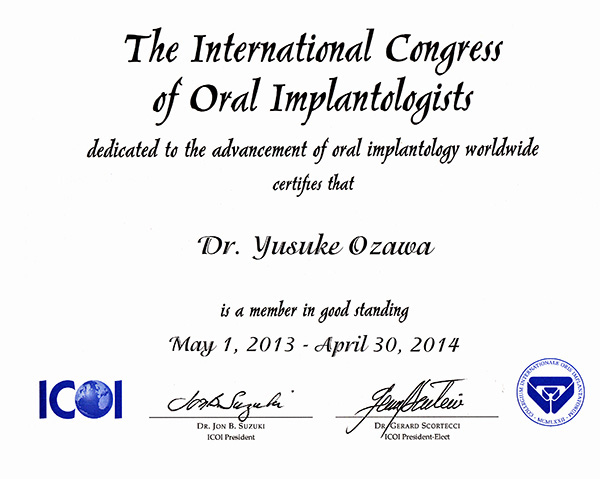 The International Congress
of Oral Implantologists
dedicated to the advancement of oral implantology worldwide
certifies that
Dr. Yusuke Ozawa
is a member in good standing
May 1, 2013 - April 30, 2014
ICOI
Jon B Suzuki
DR. JON B. SUZUKI
ICOI PRESIDENT
DR GERARD SCORTECCI
ICOI PRESIDENT-ELECT
COLLEGIUM INTERNATIONALE ORIS IMPLANTATORUM
MCMLXXII